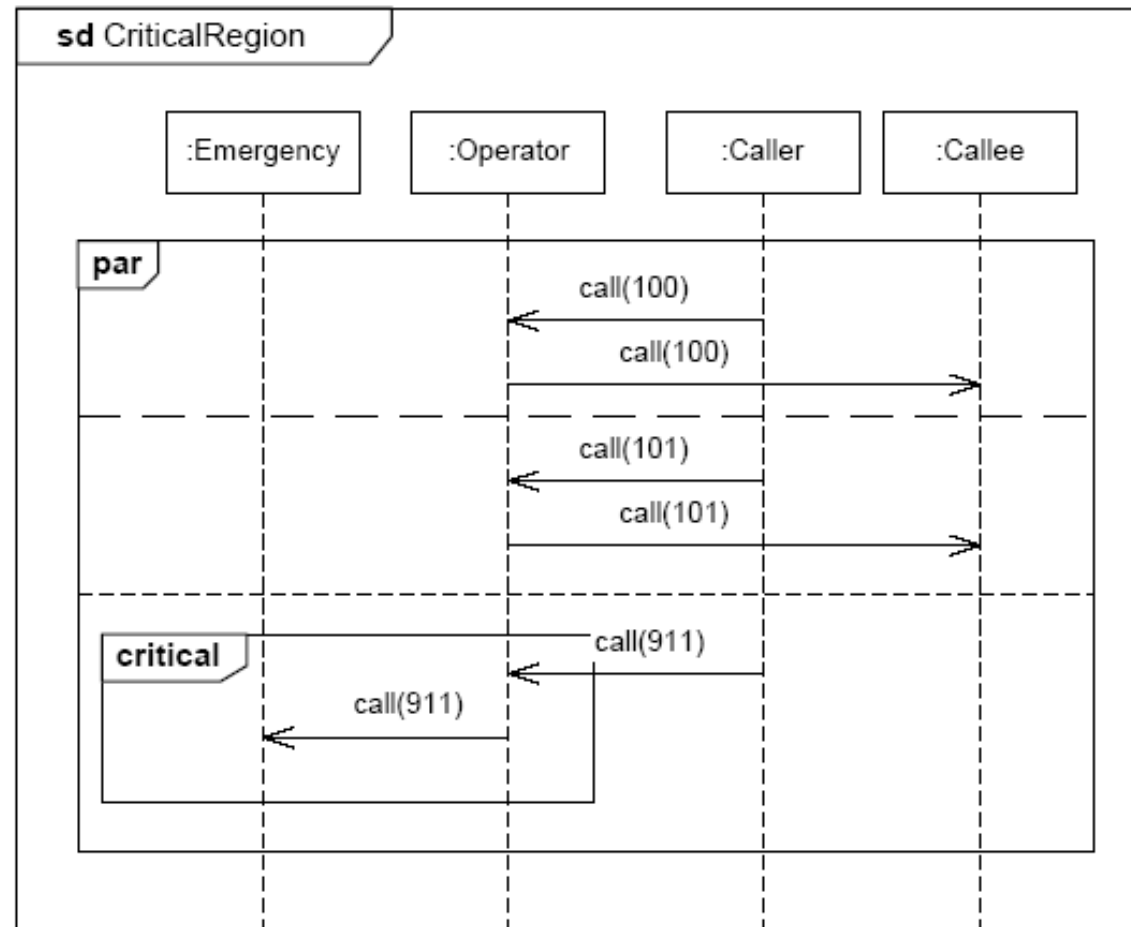 sd CriticalRegion
:Emergency :Operator :Caller :Callee
par
call(100)
call(100)
call(101)
call(101)
critical
call(911)
call(911)